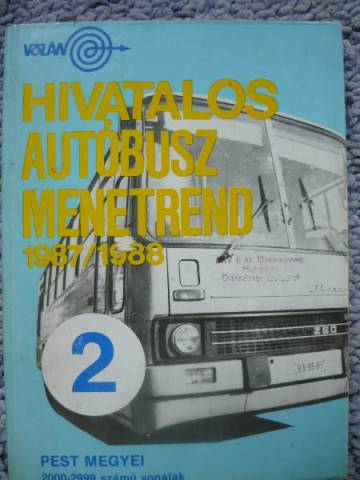 VOLÁN
HIVATALOS
AUTÓBUSZ
MENETREND
1987/1988
260
2
PEST MEGYEI
2000-2999 számú vonalak